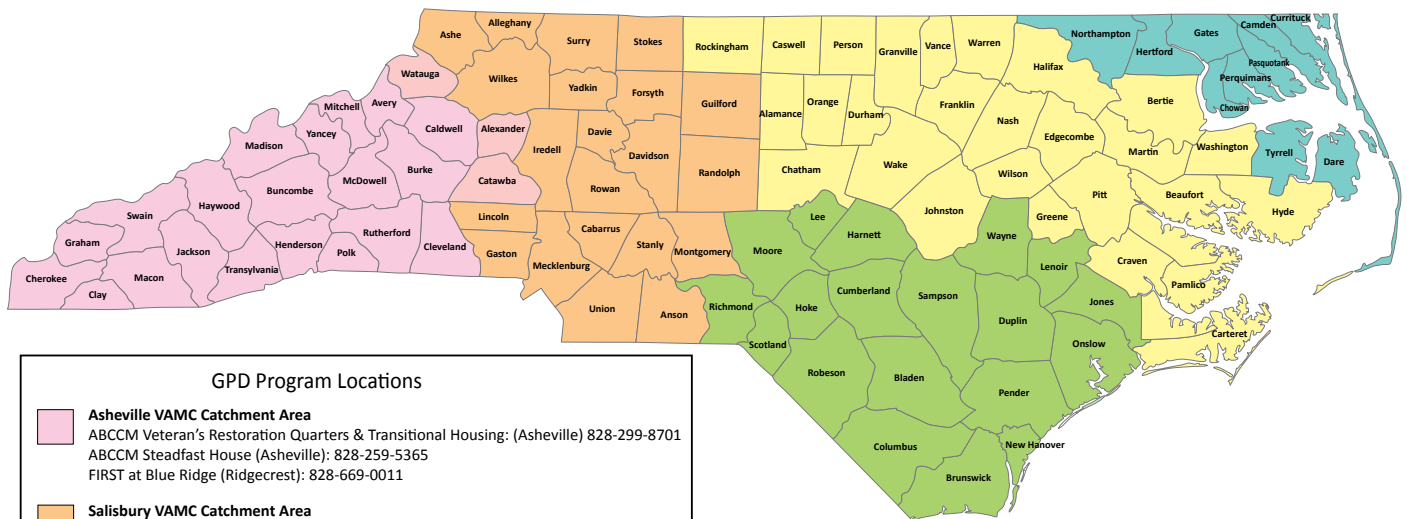 Ashe
Alleghany
Surry
Stokes
Rockingham
Caswell
Person
Granville
Vance
Warren
Northampton
Hertford
Gates
Camden
Currituck
Pasquotank
Perquimans
Chowan
Halifax
Watauga
Wilkes
Yadkin
Forsyth
Guilford
Alamance
Orange
Durham
Franklin
Nash
Edgecombe
Bertie
Martin
Washington
Tyrrell
Dare
Mitchell
Avery
Yancey
Caldwell
Alexander
Iredell
Davie
Davidson
Randolph
Chatham
Wake
Wilson
Madison
Buncombe
McDowell
Burke
Catawba
Rowan
Johnston
Greene
Pitt
Beaufort
Hyde
Swain
Haywood
Lincoln
Cabarrus
Stanly
Montgomery
Moore
Lee
Harnett
Wayne
Lenoir
Craven
Pamlico
Graham
Jackson
Henderson
Polk
Rutherford
Cleveland
Gaston
Mecklenburg
Cherokee
Clay
Macon
Transylvania
Union
Anson
Richmond
Scotland
Hoke
Cumberland
Sampson
Duplin
Jones
Onslow
Carteret
Robeson
Bladen
Pender
Columbus
Brunswick
New Hanover
GPD Program Locations
Asheville VAMC Catchment Area
ABCCM Veteran's Restoration Quarters & Transitional Housing: (Asheville) 828-299-8701
ABCCM Steadfast House (Asheville): 828-259-5365
FIRST at Blue Ridge (Ridgecrest): 828-669-0011
Salisbury VAMC Catchment Area